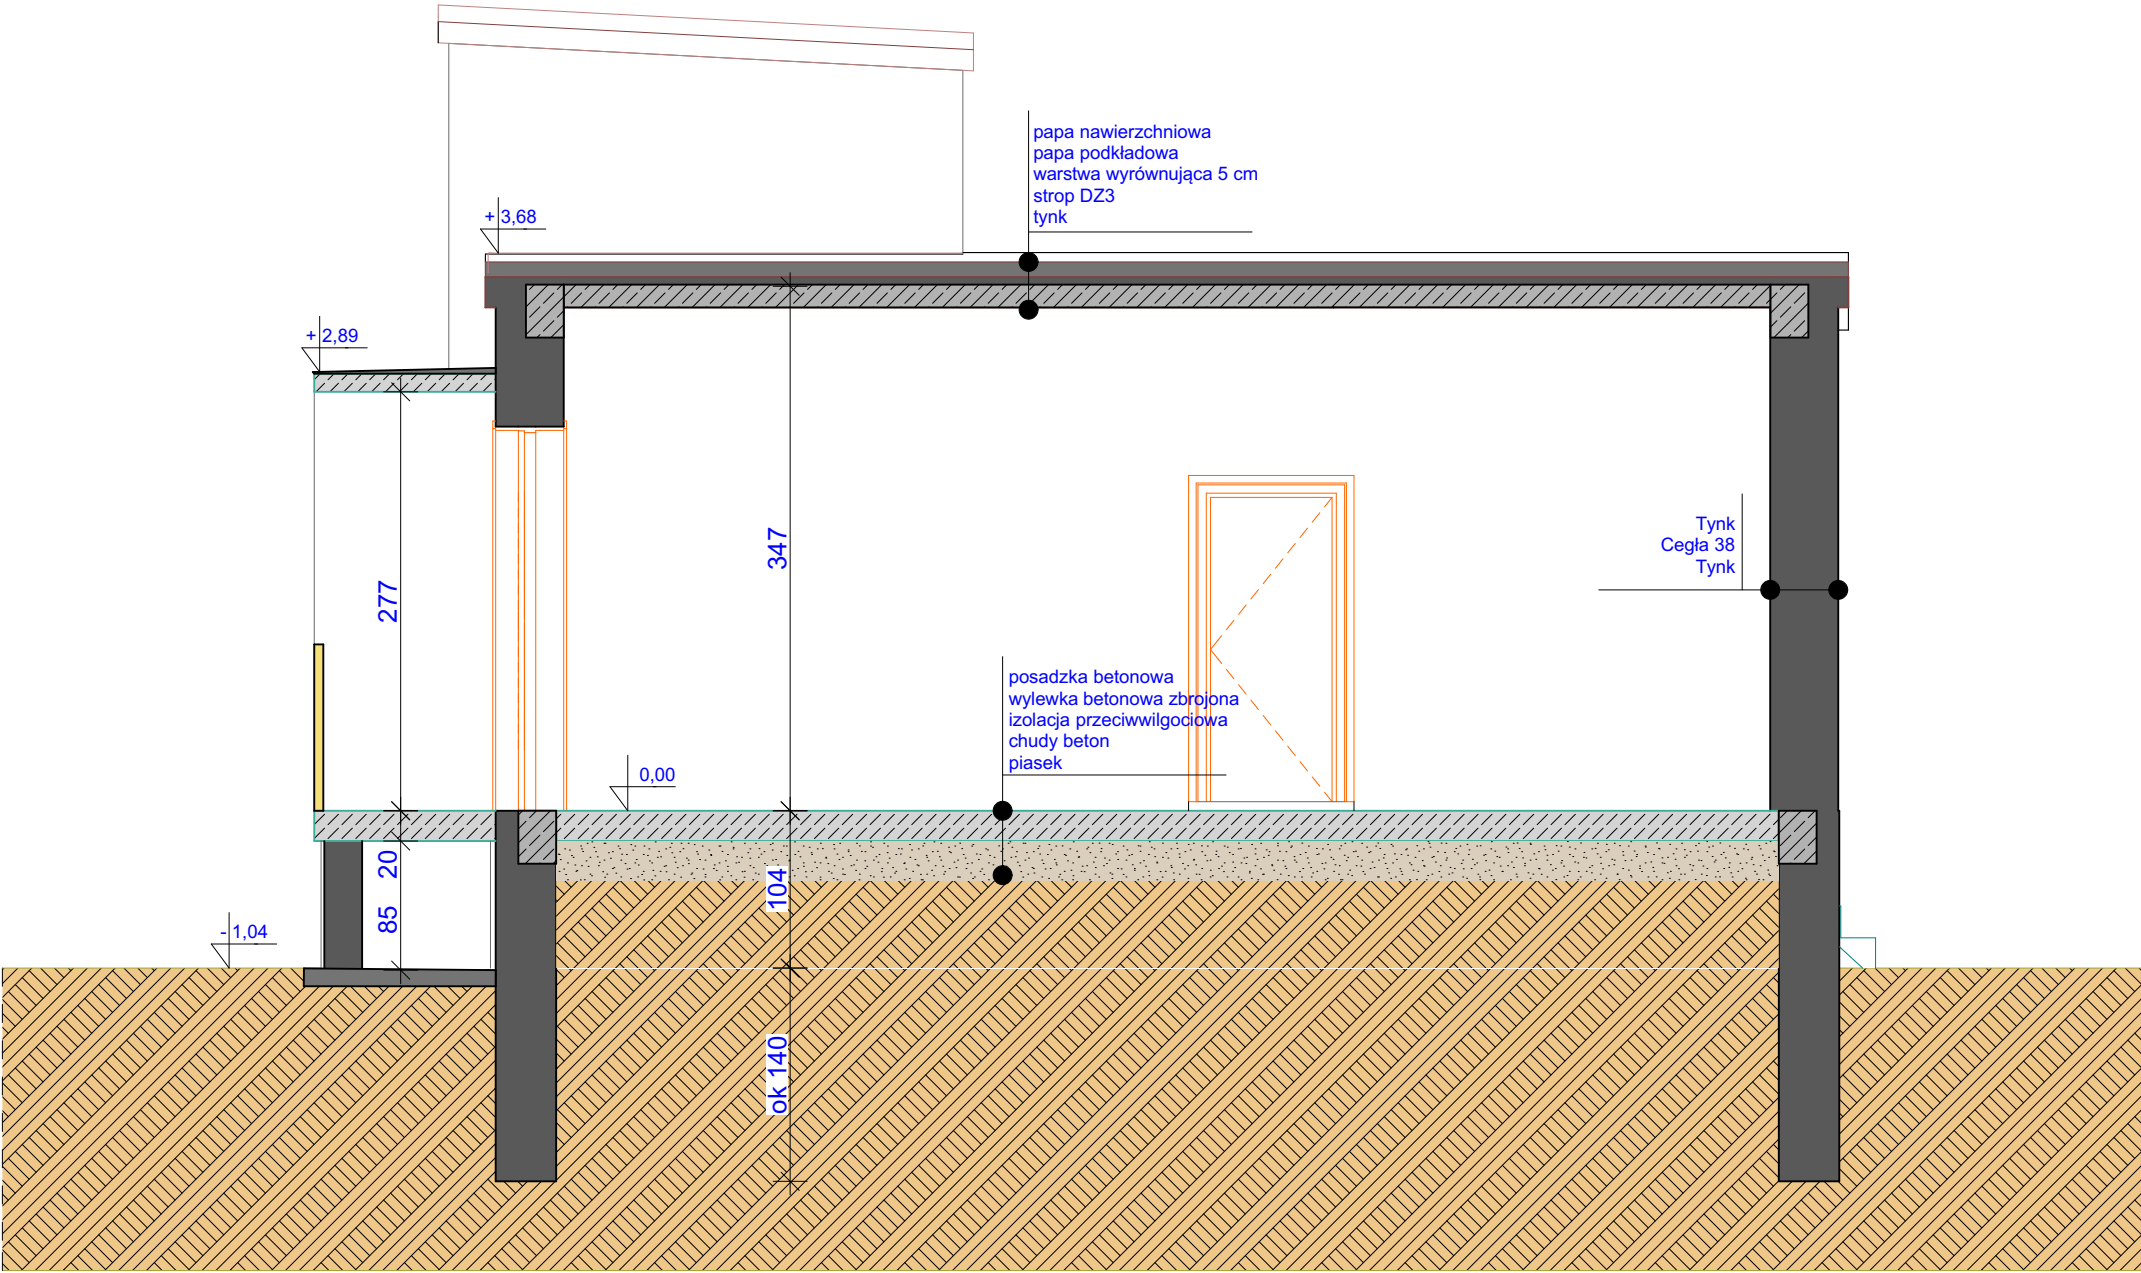 papa nawierzchniowa
papa podkładowa
warstwa wyrównująca 5 cm
strop DZ3
tynk
+ 3,68
+ 2,89
347
277
Tynk
Cegła 38
Tynk
posadzka betonowa
wylewka betonowa zbrojona
izolacja przeciwwilgociowa
chudy beton
piasek
0,00
20
104
85
- 1,04
ok 140